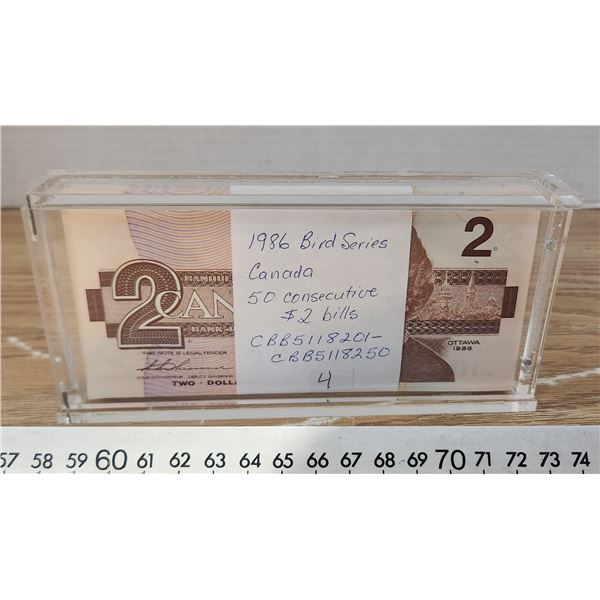 1986 Bird Series
Canada
50 consecutive
$2 bills
CBB5118201-
CBB5118250
4
2
2
CAN
THIS NOTE IS LEGAL TENDER
TWO · DOLLA
OTTAWA
1986
57 58 59 60 61 62 63 64 65 66 67 68 69 70 71 72 73 74